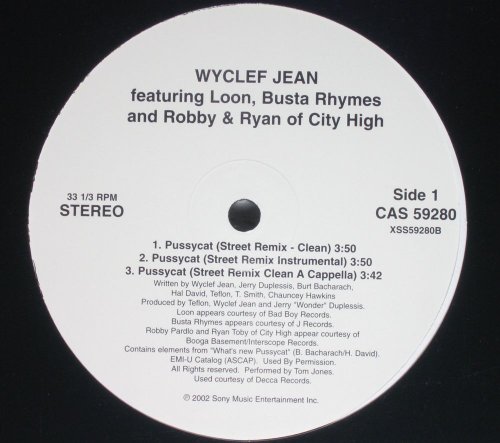 WYCLEF JEAN
featuring Loon, Busta Rhymes
and Robby & Ryan of City High
33 1/3 RPM
STEREO
Side 1
CAS 59280
XSS59280B
1. Pussycat (Street Remix - Clean) 3:50
2. Pussycat (Street Remix Instrumental) 3:50
3. Pussycat (Street Remix Clean A Cappella) 3:42
Written by Wyclef Jean, Jerry Duplessis, Burt Bacharach,
Hal David, Teflon, T. Smith, Chauncey Hawkins
Produced by Teflon, Wyclef Jean and Jerry "Wonder" Duplessis.
Loon appears courtesy of Bad Boy Records.
Busta Rhymes appears courtesy of J Records.
Robby Pardlo and Ryan Toby of City High appear courtesy of
Booga Basement/Interscope Records.
Contains elements from "What's new Pussycat" (B. Bacharach/H. David).
EMI-U Catalog (ASCAP). Used By Permission.
All Rights reserved. Performed by Tom Jones.
Used courtesy of Decca Records.
℗ 2002 Sony Music Entertainment Inc.